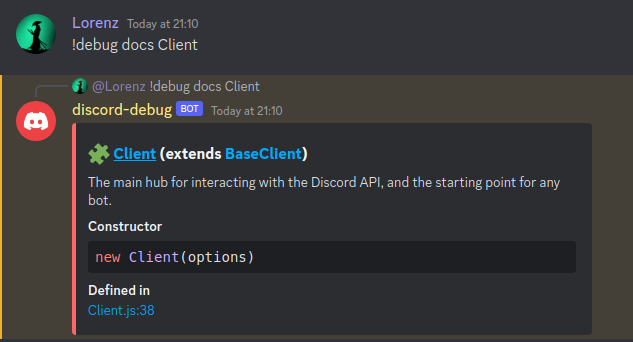 Lorenz Today at 21:10
!debug docs Client
@Lorenz !debug docs Client
discord-debug BOT Today at 21:10
Client (extends BaseClient)
The main hub for interacting with the Discord API, and the starting point for any
bot.
Constructor
new Client(options)
Defined in
Client.js:38